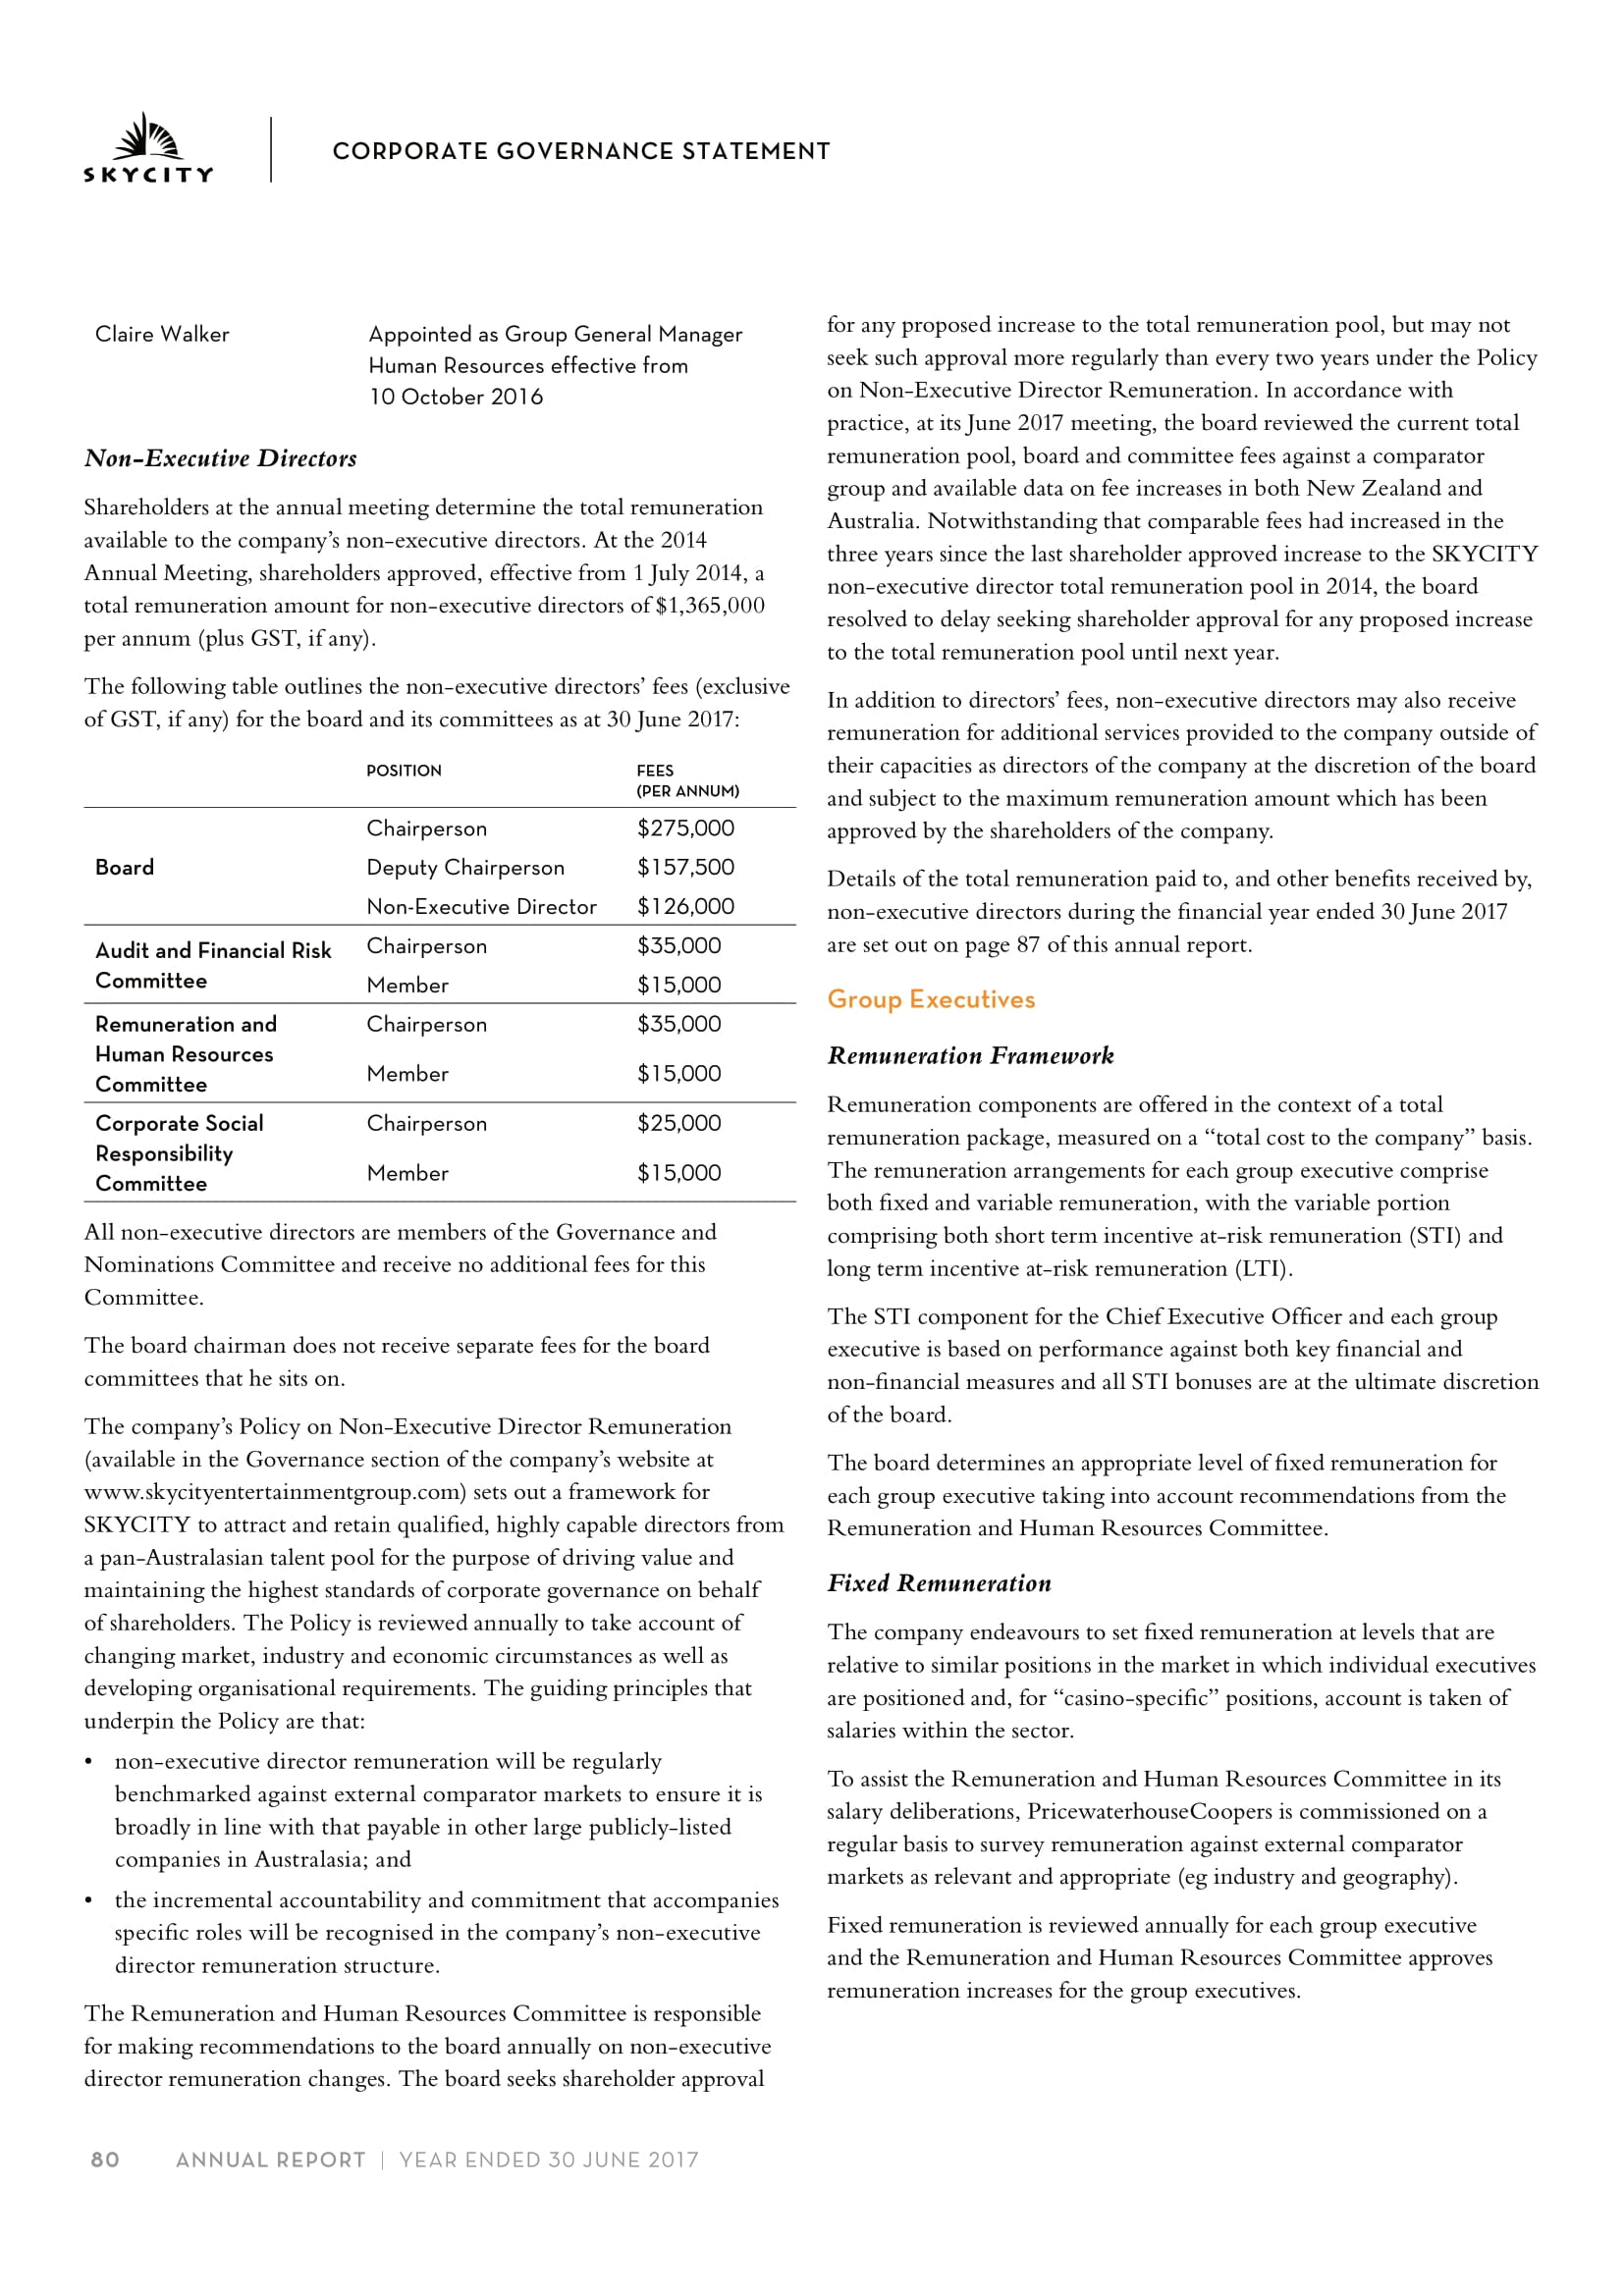 SKYCITY
CORPORATE GOVERNANCE STATEMENT
Claire Walker
Appointed as Group General Manager
Human Resources effective from
10 October 2016
Non-Executive Directors
Shareholders at the annual meeting determine the total remuneration
available to the company’s non-executive directors. At the 2014
Annual Meeting, shareholders approved, effective from 1 July 2014, a
total remuneration amount for non-executive directors of $1,365,000
per annum (plus GST, if any).
The following table outlines the non-executive directors’ fees (exclusive
of GST, if any) for the board and its committees as at 30 June 2017:
POSITION
FEES
(PER ANNUM)
Board
Chairperson $275,000
Deputy Chairperson $157,500
Non-Executive Director $126,000
Audit and Financial Risk
Committee
Chairperson $35,000
Member $15,000
Remuneration and
Human Resources
Committee
Chairperson $35,000
Member $15,000
Corporate Social
Responsibility
Committee
Chairperson $25,000
Member $15,000
All non-executive directors are members of the Governance and
Nominations Committee and receive no additional fees for this
Committee.
The board chairman does not receive separate fees for the board
committees that he sits on.
The company’s Policy on Non-Executive Director Remuneration
(available in the Governance section of the company’s website at
www.skycityentertainmentgroup.com) sets out a framework for
SKYCITY to attract and retain qualified, highly capable directors from
a pan-Australasian talent pool for the purpose of driving value and
maintaining the highest standards of corporate governance on behalf
of shareholders. The Policy is reviewed annually to take account of
changing market, industry and economic circumstances as well as
developing organisational requirements. The guiding principles that
underpin the Policy are that:
• non-executive director remuneration will be regularly
benchmarked against external comparator markets to ensure it is
broadly in line with that payable in other large publicly-listed
companies in Australasia; and
• the incremental accountability and commitment that accompanies
specific roles will be recognised in the company’s non-executive
director remuneration structure.
The Remuneration and Human Resources Committee is responsible
for making recommendations to the board annually on non-executive
director remuneration changes. The board seeks shareholder approval
for any proposed increase to the total remuneration pool, but may not
seek such approval more regularly than every two years under the Policy
on Non-Executive Director Remuneration. In accordance with
practice, at its June 2017 meeting, the board reviewed the current total
remuneration pool, board and committee fees against a comparator
group and available data on fee increases in both New Zealand and
Australia. Notwithstanding that comparable fees had increased in the
three years since the last shareholder approved increase to the SKYCITY
non-executive director total remuneration pool in 2014, the board
resolved to delay seeking shareholder approval for any proposed increase
to the total remuneration pool until next year.
In addition to directors’ fees, non-executive directors may also receive
remuneration for additional services provided to the company outside of
their capacities as directors of the company at the discretion of the board
and subject to the maximum remuneration amount which has been
approved by the shareholders of the company.
Details of the total remuneration paid to, and other benefits received by,
non-executive directors during the financial year ended 30 June 2017
are set out on page 87 of this annual report.
Group Executives
Remuneration Framework
Remuneration components are offered in the context of a total
remuneration package, measured on a “total cost to the company” basis.
The remuneration arrangements for each group executive comprise
both fixed and variable remuneration, with the variable portion
comprising both short term incentive at-risk remuneration (STI) and
long term incentive at-risk remuneration (LTI).
The STI component for the Chief Executive Officer and each group
executive is based on performance against both key financial and
non-financial measures and all STI bonuses are at the ultimate discretion
of the board.
The board determines an appropriate level of fixed remuneration for
each group executive taking into account recommendations from the
Remuneration and Human Resources Committee.
Fixed Remuneration
The company endeavours to set fixed remuneration at levels that are
relative to similar positions in the market in which individual executives
are positioned and, for “casino-specific” positions, account is taken of
salaries within the sector.
To assist the Remuneration and Human Resources Committee in its
salary deliberations, PricewaterhouseCoopers is commissioned on a
regular basis to survey remuneration against external comparator
markets as relevant and appropriate (eg industry and geography).
Fixed remuneration is reviewed annually for each group executive
and the Remuneration and Human Resources Committee approves
remuneration increases for the group executives.
80 ANNUAL REPORT | YEAR ENDED 30 JUNE 2017